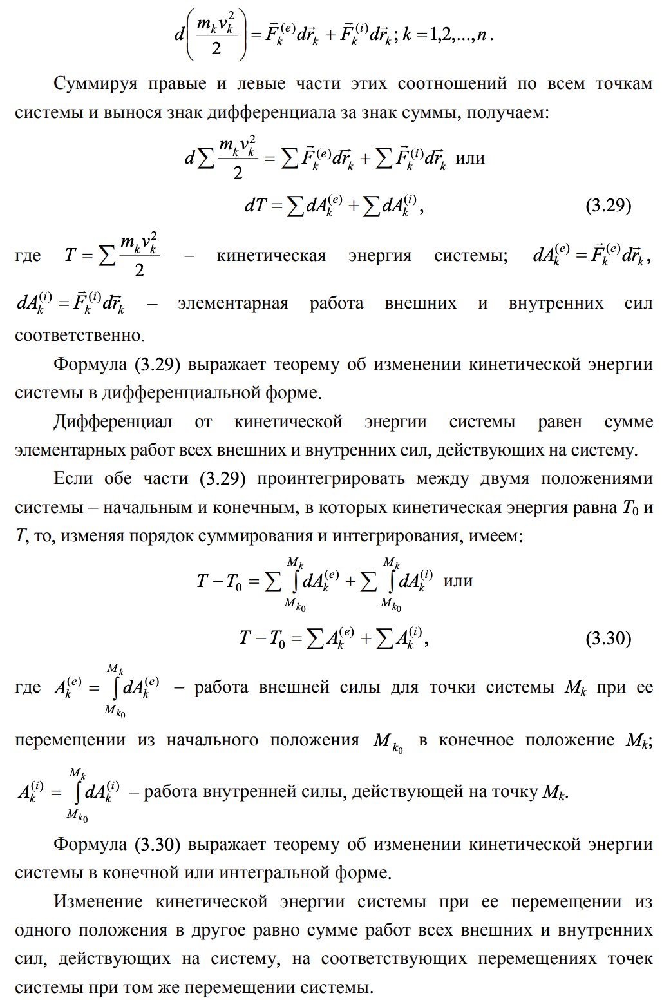 $d\left(\frac{m_k v_k^2}{2}\right) = \vec{F}_k^{(e)} d\vec{r}_k + \vec{F}_k^{(i)} d\vec{r}_k; k = 1,2,...,n.$
Суммируя правые и левые части этих соотношений по всем точкам
системы и вынося знак дифференциала за знак суммы, получаем:
$d\sum \frac{m_k v_k^2}{2} = \sum \vec{F}_k^{(e)} d\vec{r}_k + \sum \vec{F}_k^{(i)} d\vec{r}_k$ или
$dT = \sum dA_k^{(e)} + \sum dA_k^{(i)},$ (3.29)
где $T = \sum \frac{m_k v_k^2}{2}$ – кинетическая энергия системы; $dA_k^{(e)} = \vec{F}_k^{(e)} d\vec{r}_k,$
$dA_k^{(i)} = \vec{F}_k^{(i)} d\vec{r}_k$ – элементарная работа внешних и внутренних сил
соответственно.
Формула (3.29) выражает теорему об изменении кинетической энергии
системы в дифференциальной форме.
Дифференциал от кинетической энергии системы равен сумме
элементарных работ всех внешних и внутренних сил, действующих на систему.
Если обе части (3.29) проинтегрировать между двумя положениями
системы – начальным и конечным, в которых кинетическая энергия равна $T_0$ и
$T$, то, изменяя порядок суммирования и интегрирования, имеем:
$T - T_0 = \sum \int_{M_{k_0}}^{M_k} dA_k^{(e)} + \sum \int_{M_{k_0}}^{M_k} dA_k^{(i)}$ или
$T - T_0 = \sum A_k^{(e)} + \sum A_k^{(i)},$ (3.30)
где $A_k^{(e)} = \int_{M_{k_0}}^{M_k} dA_k^{(e)}$ – работа внешней силы для точки системы $M_k$ при ее
перемещении из начального положения $M_{k_0}$ в конечное положение $M_k$;
$A_k^{(i)} = \int_{M_{k_0}}^{M_k} dA_k^{(i)}$ – работа внутренней силы, действующей на точку $M_k$.
Формула (3.30) выражает теорему об изменении кинетической энергии
системы в конечной или интегральной форме.
Изменение кинетической энергии системы при ее перемещении из
одного положения в другое равно сумме работ всех внешних и внутренних
сил, действующих на систему, на соответствующих перемещениях точек
системы при том же перемещении системы.